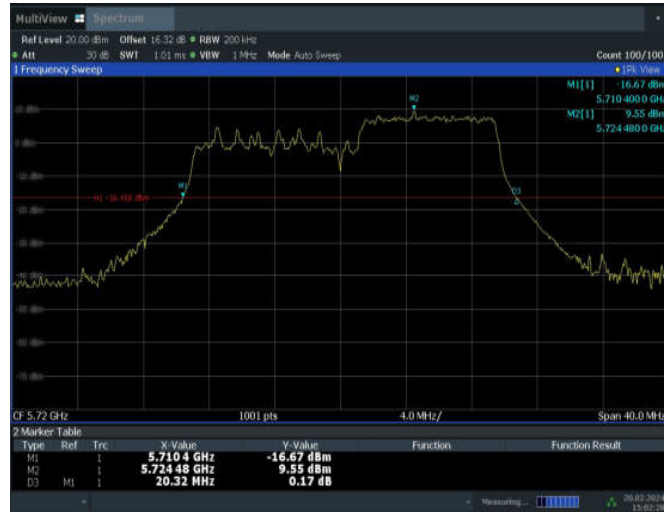 MultiView Spectrum
Ref Level 20.00 dBm Offset 16.32 dB RBW 200 kHz
Att 30 dB SWT 1.01 ms VBW 1 MHz Mode Auto Sweep Count 100/100
1 Frequency Sweep 1Pk View
M1[1] -16.67 dBm
5.710 400 0 GHz
M2[1] 9.55 dBm
5.724 480 0 GHz
M2
M1
D3
CF 5.72 GHz 1001 pts 4.0 MHz/ Span 40.0 MHz
2 Marker Table
Type Ref Trc X-Value Y-Value Function Function Result
M1 1 5.710 4 GHz -16.67 dBm
M2 1 5.724 48 GHz 9.55 dBm
D3 M1 1 20.32 MHz 0.17 dB
Measuring...